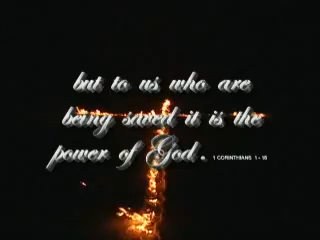 but to us who are
being saved it is the
power of God. 1 CORINTHIANS 1 - 18